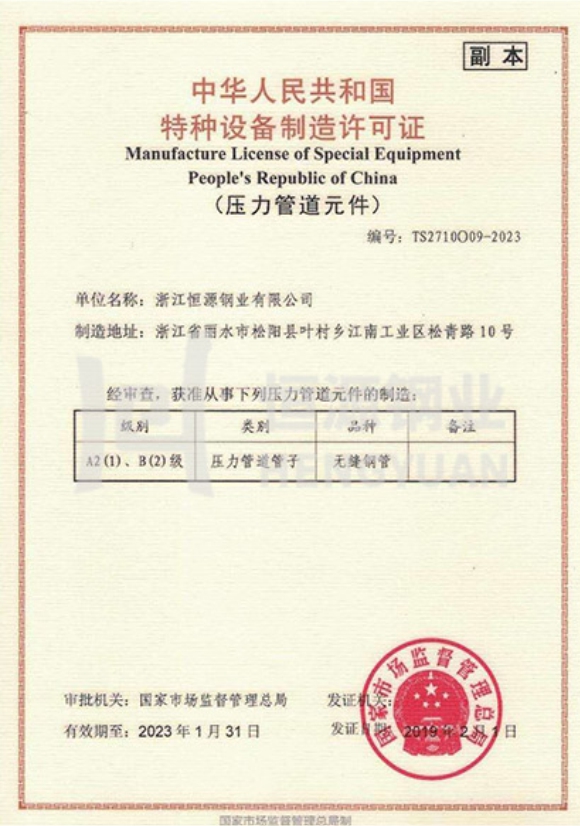 副本
中华人民共和国
特种设备制造许可证
Manufacture License of Special Equipment
People's Republic of China
（压力管道元件）
编号：TS2710O09-2023
单位名称：浙江恒源钢业有限公司
制造地址：浙江省丽水市松阳县叶村乡江南工业区松青路10号
经审查，获准从事下列压力管道元件的制造：
级别 类别 品种 备注
A2(1)、B(2)级 压力管道管子 无缝钢管
恒源钢业
HENGYUAN
国家市场监督管理总局
审批机关：国家市场监督管理总局 发证机关：
有效期至：2023年1月31日 发证日期：2019年2月1日
国家市场监督管理总局制